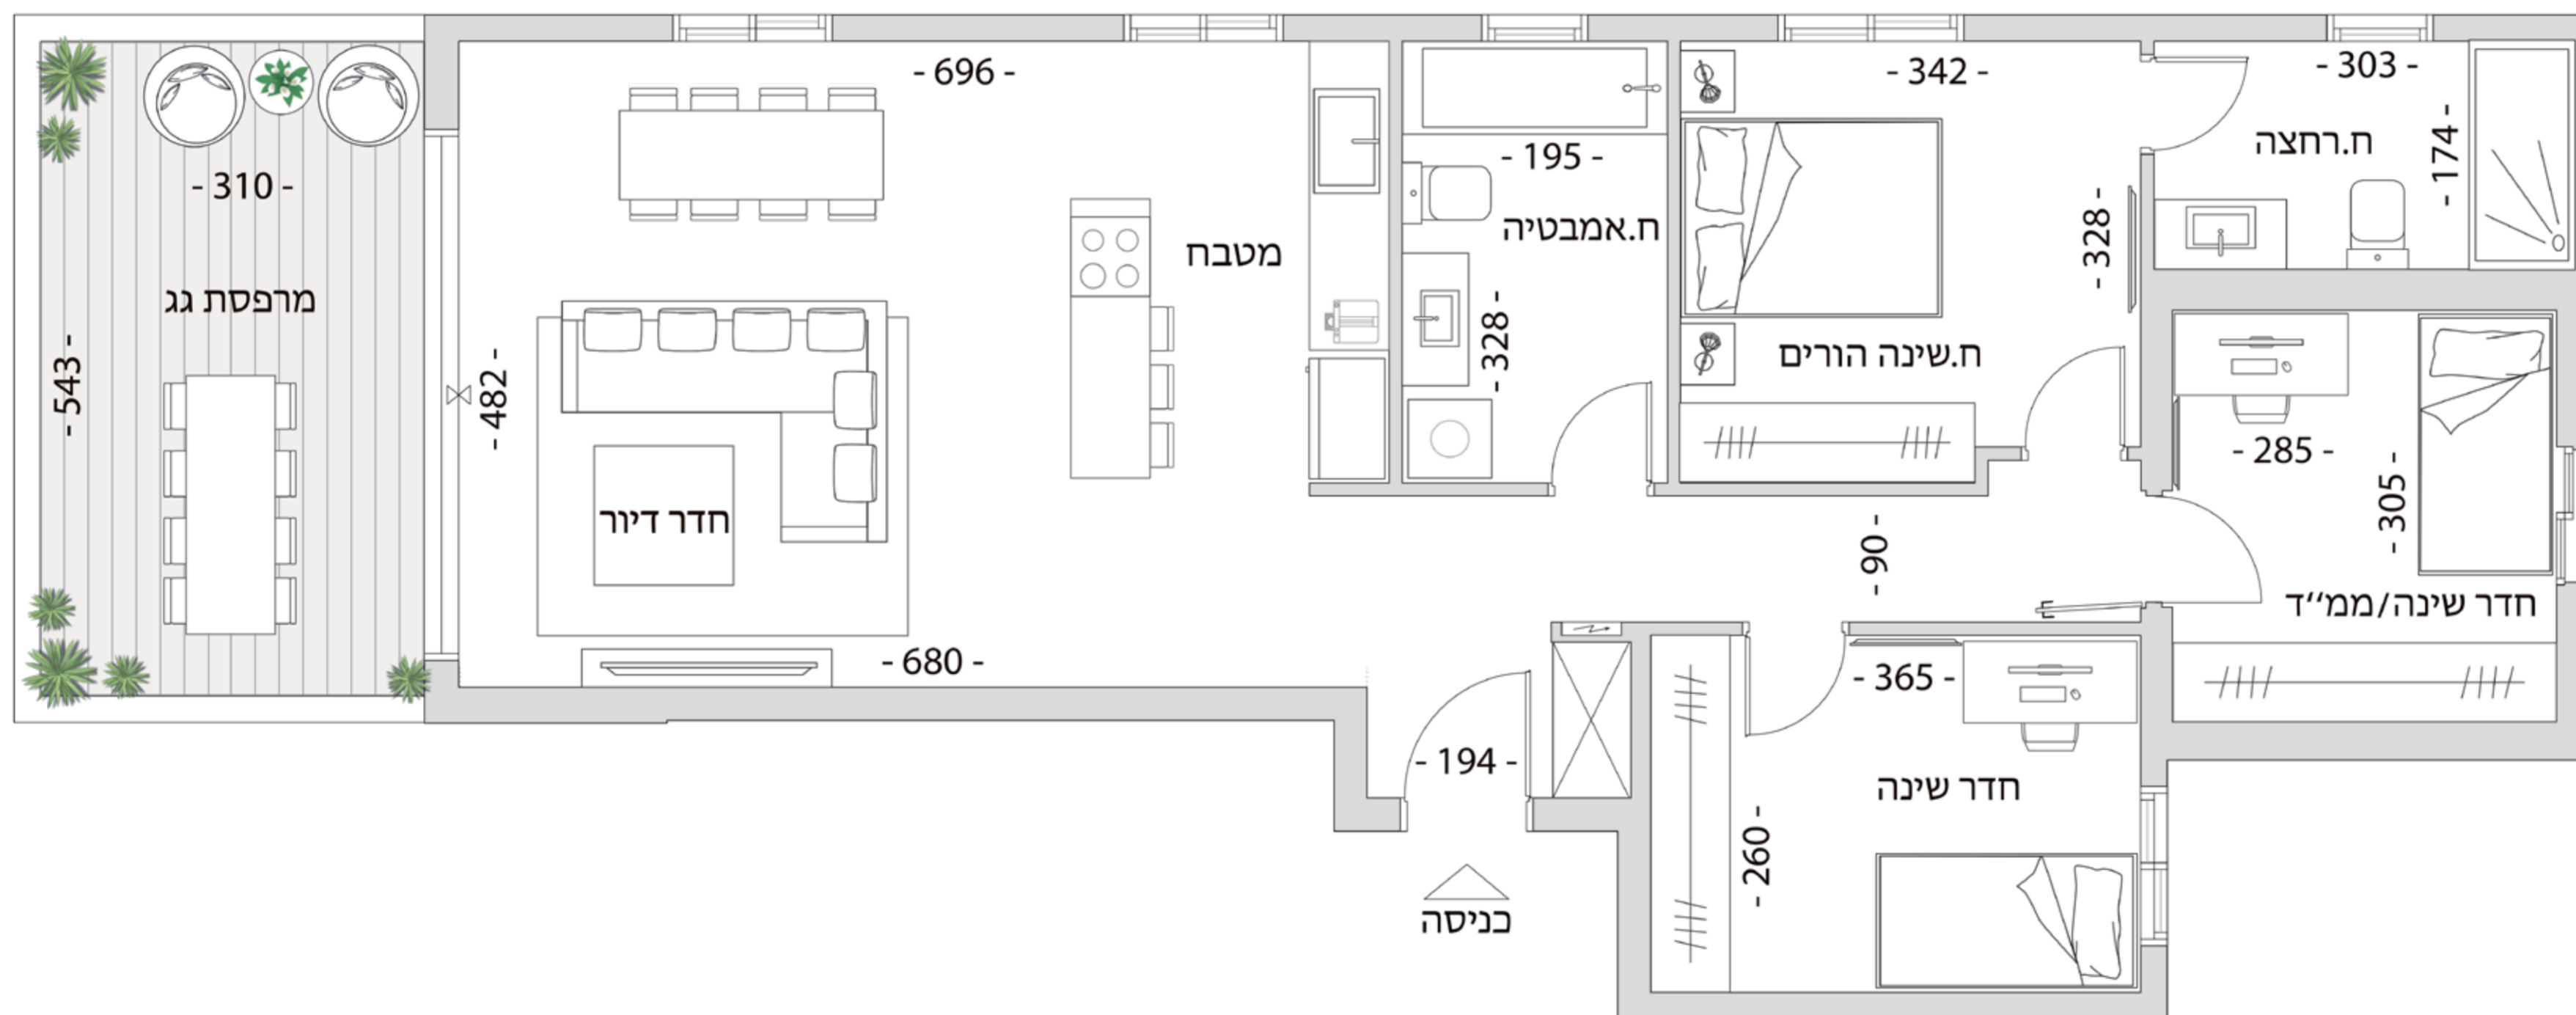 - 310 -
מרפסת גג
- 543 -
- 696 -
מטבח
- 482 -
חדר דיור
- 680 -
- 195 -
ח.אמבטיה
- 328 -
- 342 -
- 328 -
ח.שינה הורים
- 303 -
ח.רחצה
- 174 -
- 285 -
- 305 -
חדר שינה/ממ״ד
- 90 -
- 194 -
כניסה
- 365 -
חדר שינה
- 260 -